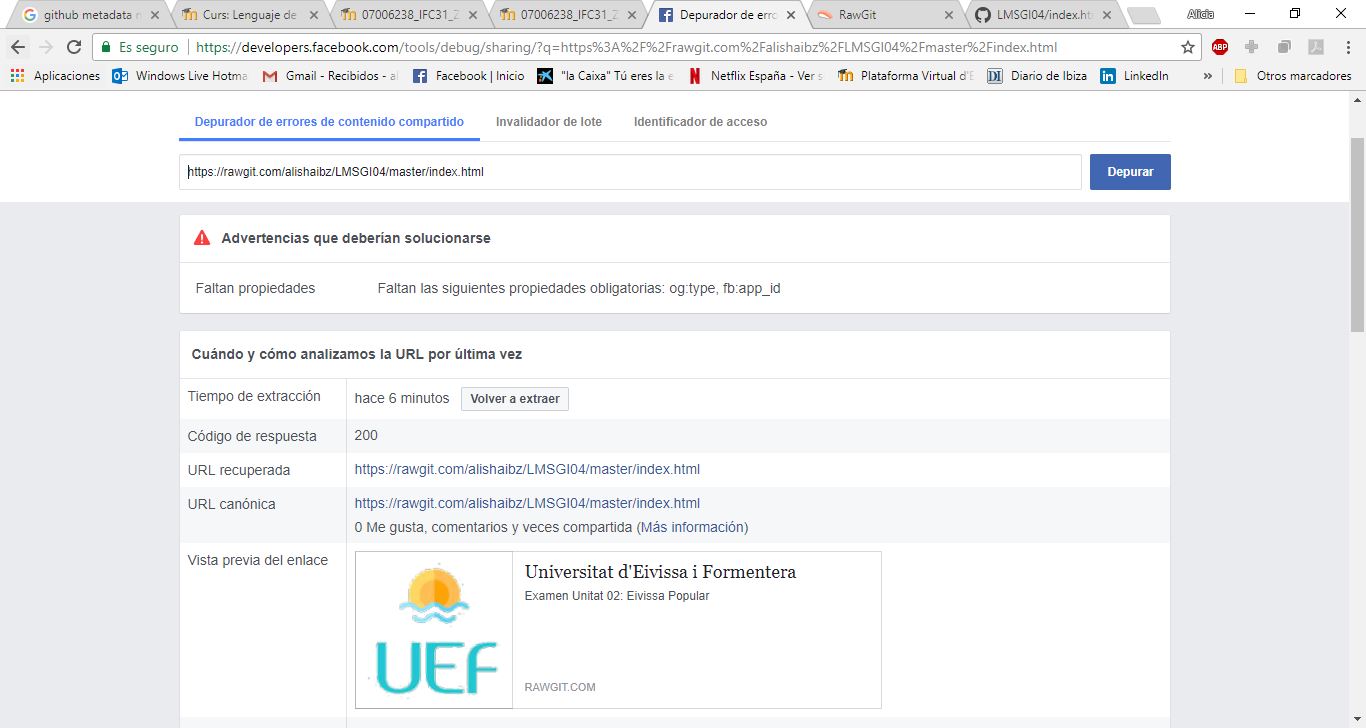 github metadata
Curs: Lenguaje de
07006238_IFC31_Z
07006238_IFC31_Z
Depurador de erro
RawGit
LMSGI04/index.ht
Alicia
Es seguro
https://developers.facebook.com/tools/debug/sharing/?q=https%3A%2F%2Frawgit.com%2Falishaibz%2FLMSGI04%2Fmaster%2Findex.html
ABP
Aplicaciones
Windows Live Hotma
Gmail - Recibidos - al
Facebook | Inicio
"la Caixa" Tú eres la e
Netflix España - Ver s
Plataforma Virtual d'E
Diario de Ibiza
LinkedIn
»
Otros marcadores
Depurador de errores de contenido compartido
Invalidador de lote
Identificador de acceso
https://rawgit.com/alishaibz/LMSGI04/master/index.html
Depurar
Advertencias que deberían solucionarse
Faltan propiedades
Faltan las siguientes propiedades obligatorias: og:type, fb:app_id
Cuándo y cómo analizamos la URL por última vez
Tiempo de extracción
hace 6 minutos
Volver a extraer
Código de respuesta
200
URL recuperada
https://rawgit.com/alishaibz/LMSGI04/master/index.html
URL canónica
https://rawgit.com/alishaibz/LMSGI04/master/index.html
0 Me gusta, comentarios y veces compartida (Más información)
Vista previa del enlace
UEF
Universitat d'Eivissa i Formentera
Examen Unitat 02: Eivissa Popular
RAWGIT.COM